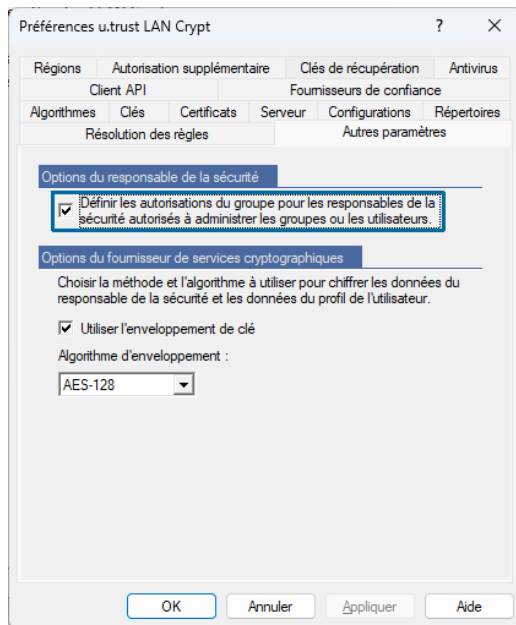 Préférences u.trust LAN Crypt
?
Régions Autorisation supplémentaire Clés de récupération Antivirus
Client API Fournisseurs de confiance
Algorithmes Clés Certificats Serveur Configurations Répertoires
Résolution des règles Autres paramètres
Options du responsable de la sécurité
Définir les autorisations du groupe pour les responsables de la
sécurité autorisés à administrer les groupes ou les utilisateurs.
Options du fournisseur de services cryptographiques
Choisir la méthode et l'algorithme à utiliser pour chiffrer les données du
responsable de la sécurité et les données du profil de l'utilisateur.
Utiliser l'enveloppement de clé
Algorithme d'enveloppement :
AES-128
OK Annuler Appliquer Aide